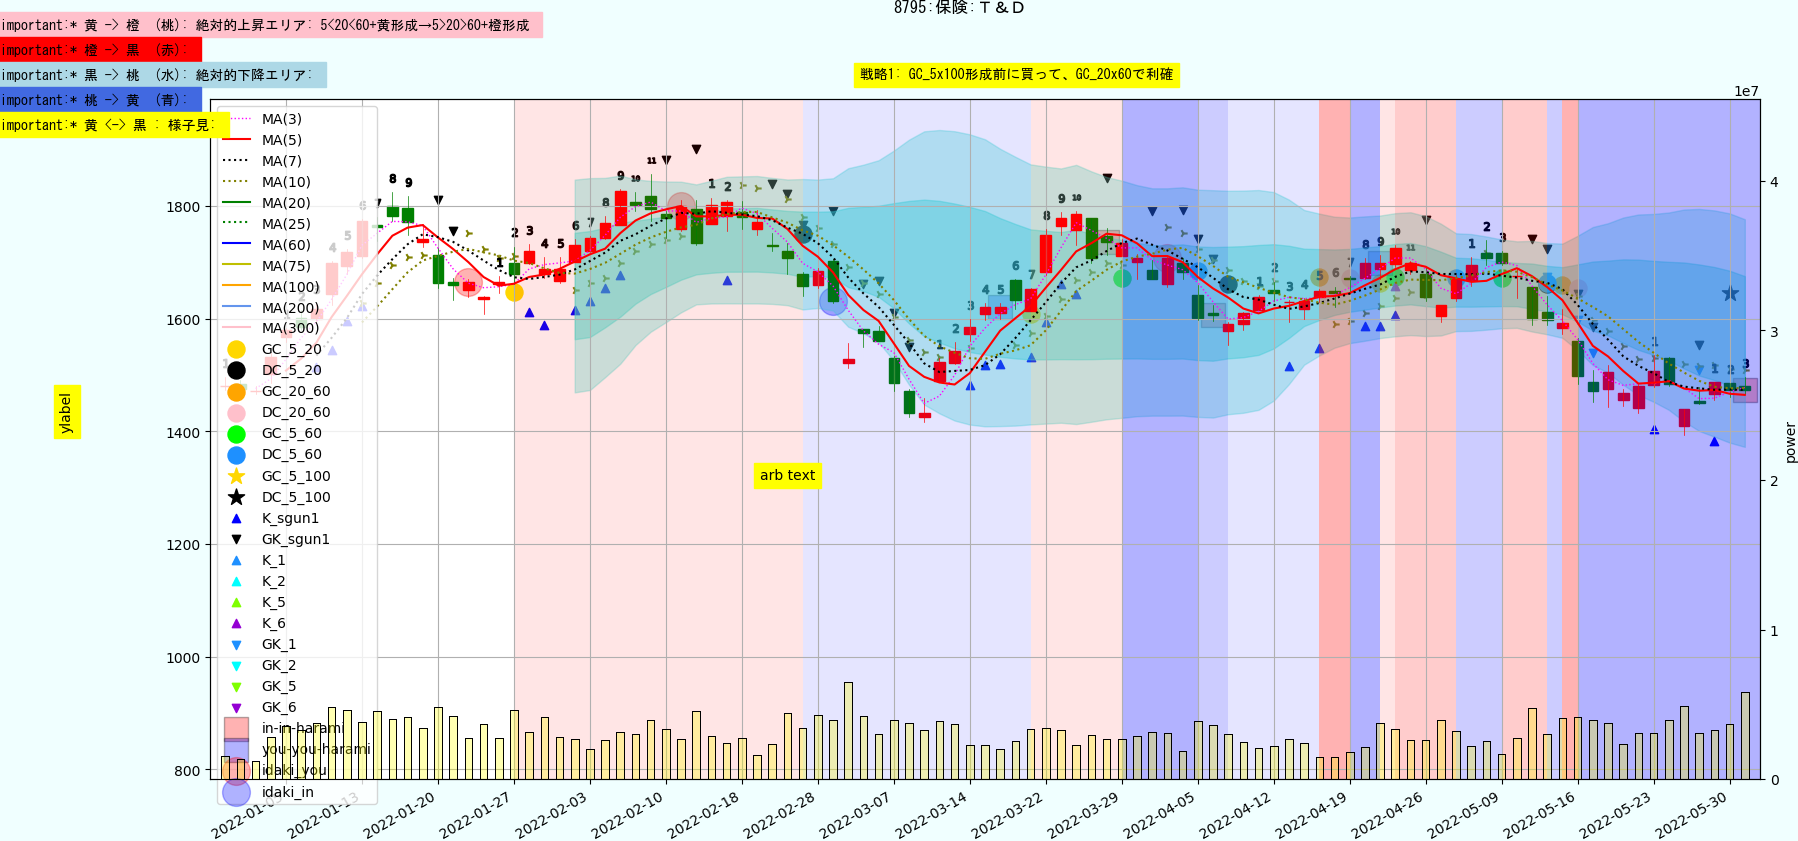 8795:保険:Ｔ＆Ｄ
important:* 黄 -> 橙 (桃): 絶対的上昇エリア: 5<20<60+黄形成→5>20>60+橙形成
important:* 橙 -> 黒 (赤):
important:* 黒 -> 桃 (水): 絶対的下降エリア:
important:* 桃 -> 黄 (青):
important:* 黄 <-> 黒 : 様子見:
戦略1: GC_5x100形成前に買って、GC_20x60で利確
1e7
MA(3)
MA(5)
MA(7)
MA(10)
MA(20)
MA(25)
MA(60)
MA(75)
MA(100)
MA(200)
MA(300)
GC_5_20
DC_5_20
GC_20_60
DC_20_60
GC_5_60
DC_5_60
GC_5_100
DC_5_100
K_sgun1
GK_sgun1
K_1
K_2
K_5
K_6
GK_1
GK_2
GK_5
GK_6
in-in-harami
you-you-harami
idaki_you
idaki_in
arb text
ylabel
power
1800
1600
1400
1200
1000
800
4
3
2
1
0
2022-01-05
2022-01-13
2022-01-20
2022-01-27
2022-02-03
2022-02-10
2022-02-18
2022-02-28
2022-03-07
2022-03-14
2022-03-22
2022-03-29
2022-04-05
2022-04-12
2022-04-19
2022-04-26
2022-05-09
2022-05-16
2022-05-23
2022-05-30